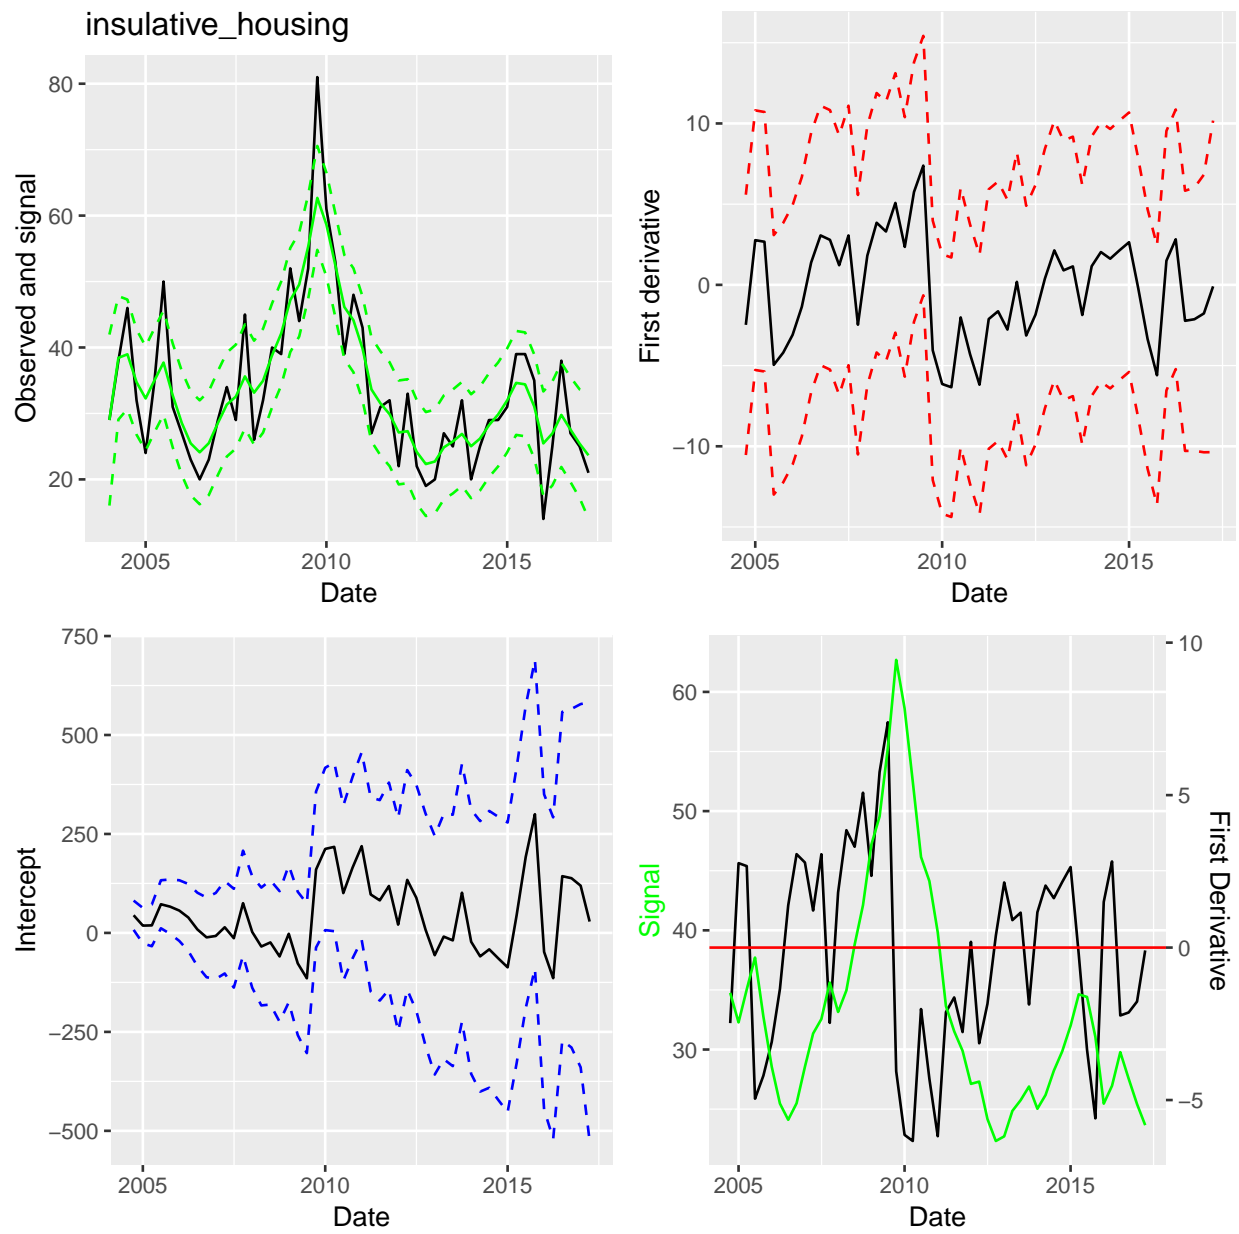 insulative_housing
Observed and signal
80
60
40
20
2005 2010 2015
Date
First derivative
10
0
−10
2005 2010 2015
Date
Intercept
750
500
250
0
−250
−500
2005 2010 2015
Date
Signal
60
50
40
30
10
5
0
−5
First Derivative
2005 2010 2015
Date